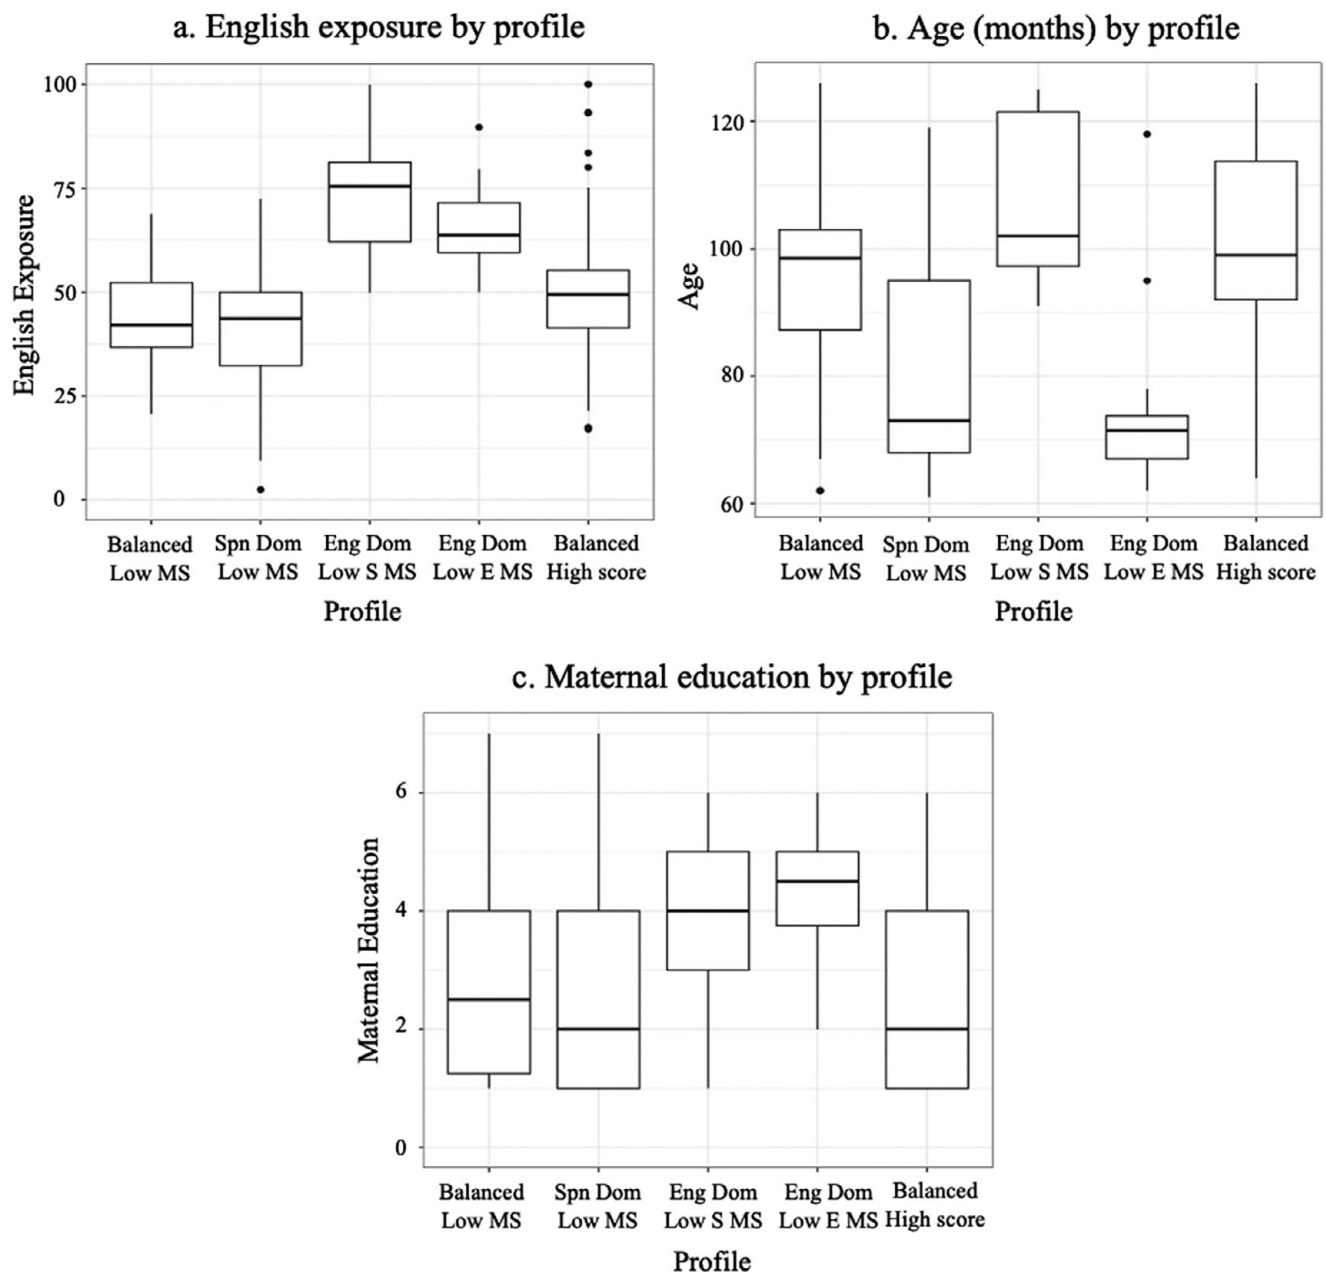 a. English exposure by profile
English Exposure
100
75
50
25
0
Balanced Low MS
Spn Dom Low MS
Eng Dom Low S MS
Eng Dom Low E MS
Balanced High score
Profile
b. Age (months) by profile
Age
120
100
80
60
Balanced Low MS
Spn Dom Low MS
Eng Dom Low S MS
Eng Dom Low E MS
Balanced High score
Profile
c. Maternal education by profile
Maternal Education
6
4
2
0
Balanced Low MS
Spn Dom Low MS
Eng Dom Low S MS
Eng Dom Low E MS
Balanced High score
Profile